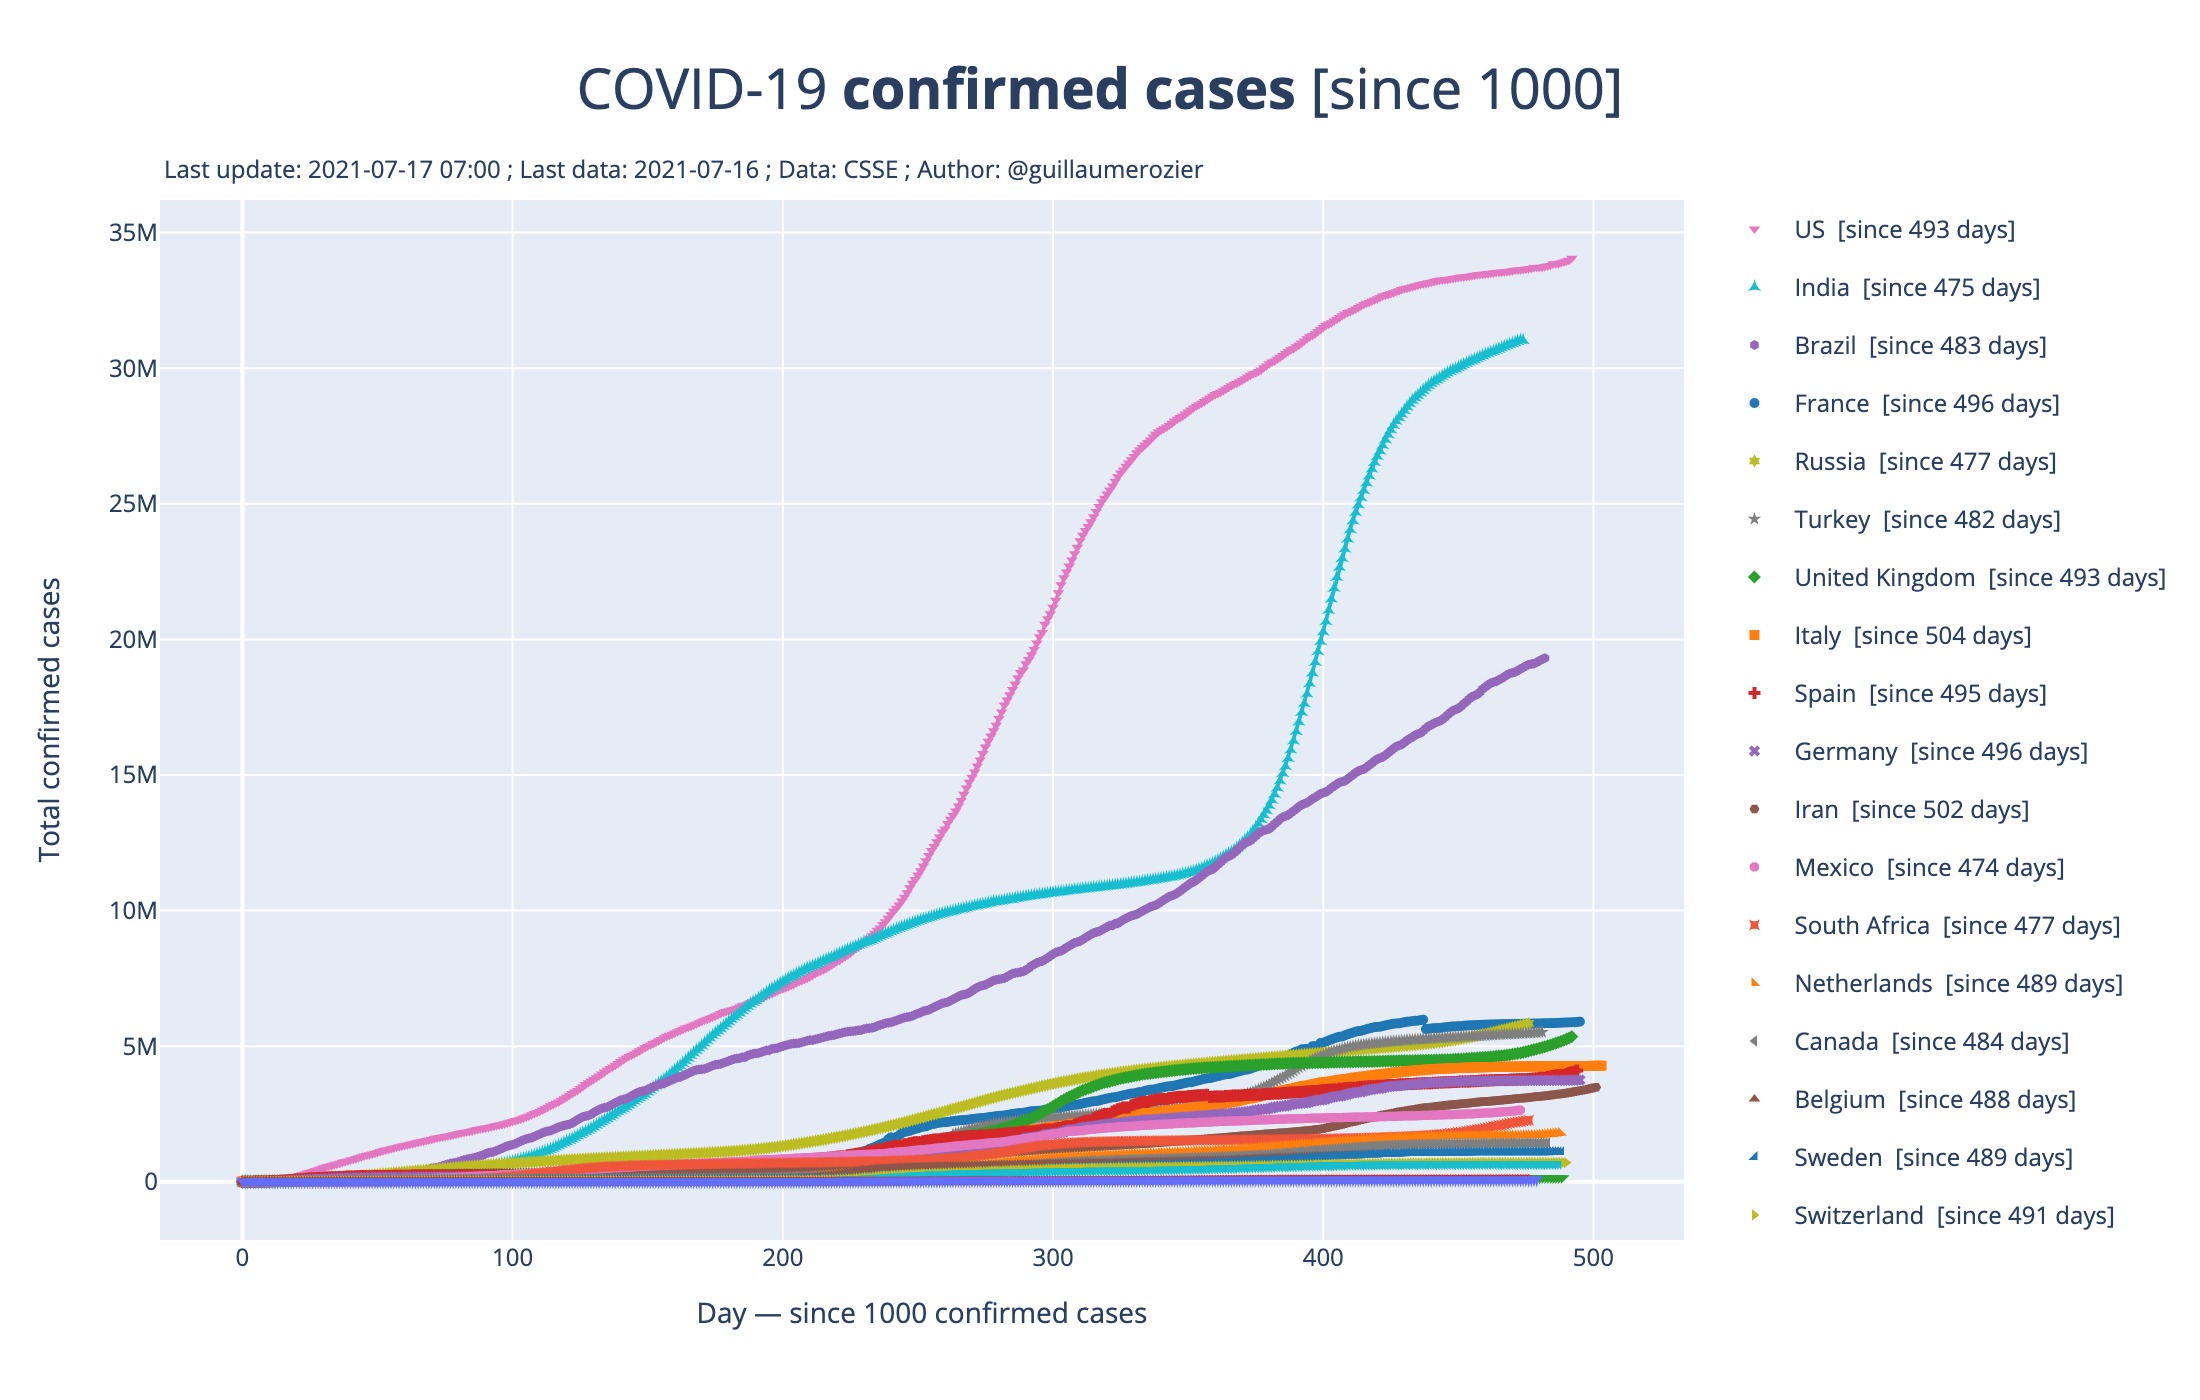 COVID-19 confirmed cases [since 1000]
Last update: 2021-07-17 07:00 ; Last data: 2021-07-16 ; Data: CSSE ; Author: @guillaumerozier
35M
30M
25M
20M
15M
10M
5M
0
Total confirmed cases
0 100 200 300 400 500
Day — since 1000 confirmed cases
US [since 493 days]
India [since 475 days]
Brazil [since 483 days]
France [since 496 days]
Russia [since 477 days]
Turkey [since 482 days]
United Kingdom [since 493 days]
Italy [since 504 days]
Spain [since 495 days]
Germany [since 496 days]
Iran [since 502 days]
Mexico [since 474 days]
South Africa [since 477 days]
Netherlands [since 489 days]
Canada [since 484 days]
Belgium [since 488 days]
Sweden [since 489 days]
Switzerland [since 491 days]